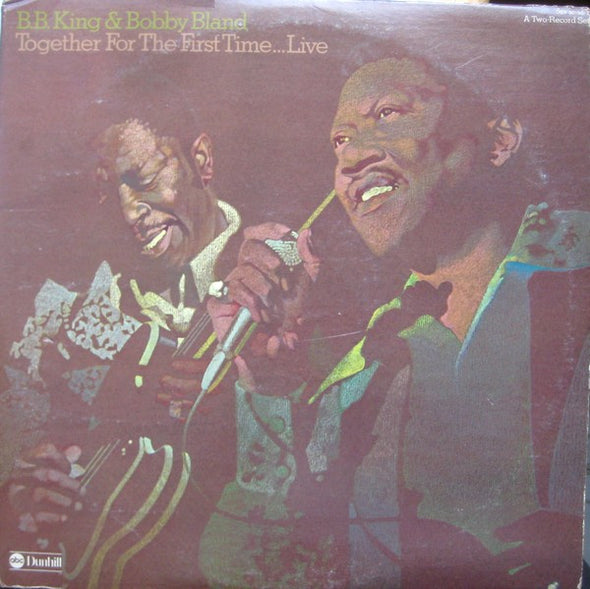 B.B. King & Bobby Bland
Together For The First Time...Live
A Two-Record Set
abc Dunhill